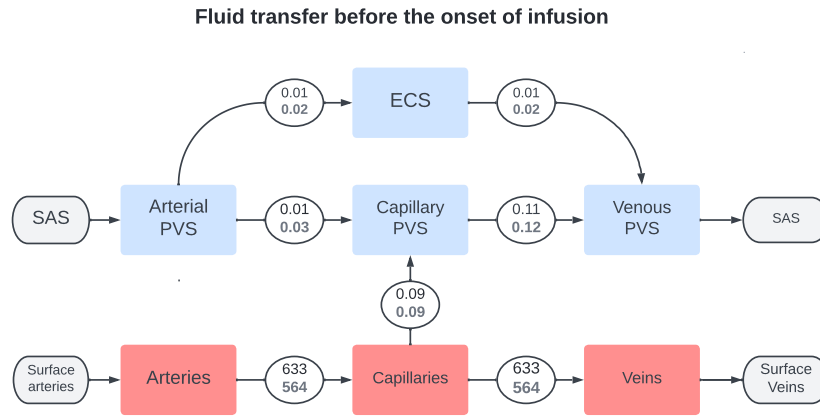 Fluid transfer before the onset of infusion
0.01
0.02
ECS
0.01
0.02
SAS
Arterial
PVS
0.01
0.03
Capillary
PVS
0.11
0.12
Venous
PVS
SAS
0.09
0.09
Surface
arteries
Arteries
633
564
Capillaries
633
564
Veins
Surface
Veins